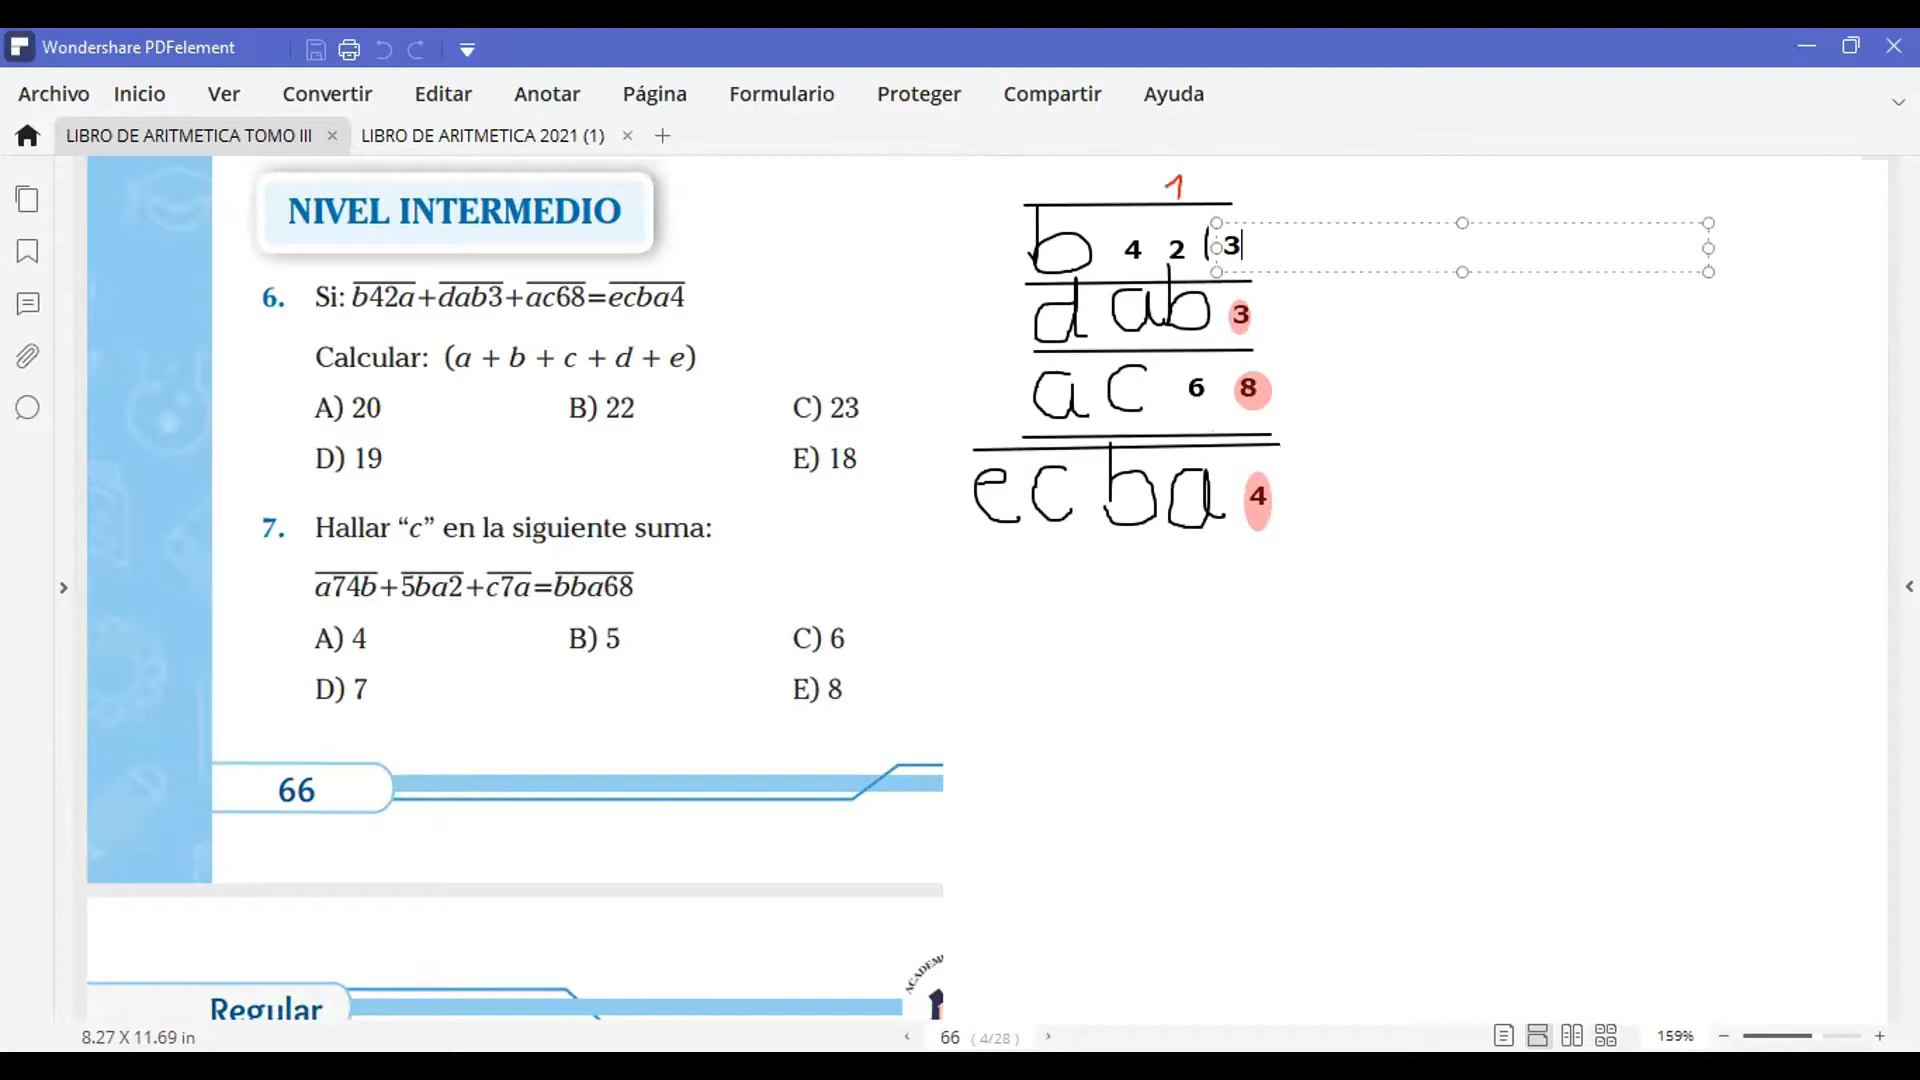 Wondershare PDFelement
Archivo Inicio Ver Convertir Editar Anotar Página Formulario Proteger Compartir Ayuda
LIBRO DE ARITMETICA TOMO III × LIBRO DE ARITMETICA 2021 (1) × +
NIVEL INTERMEDIO
6. Si: b42a+dab3+ac68=ecba4
Calcular: (a + b + c + d + e)
A) 20 B) 22 C) 23
D) 19 E) 18
7. Hallar “c” en la siguiente suma:
a74b+5ba2+c7a=bba68
A) 4 B) 5 C) 6
D) 7 E) 8
66
Regular
ACADEM
1
b 4 2 3
d a b 3
a c 6 8
e c b a 4
8.27 X 11.69 in
66 (4/28)
159%